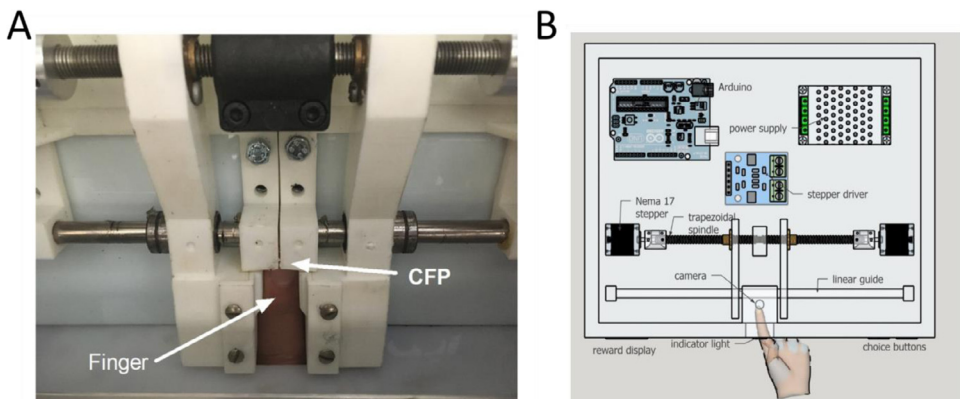 A
CFP
Finger
B
Arduino
power supply
stepper driver
Nema 17
stepper
trapezoidal
spindle
camera
linear guide
indicator light
reward display
choice buttons